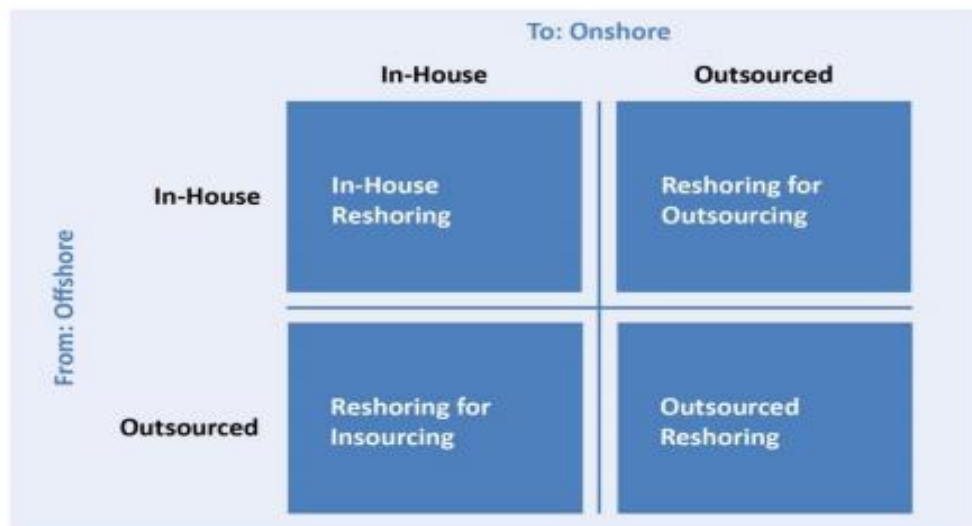 To: Onshore
In-House
Outsourced
From: Offshore
In-House
In-House
Reshoring
Reshoring for
Outsourcing
Outsourced
Reshoring for
Insourcing
Outsourced
Reshoring